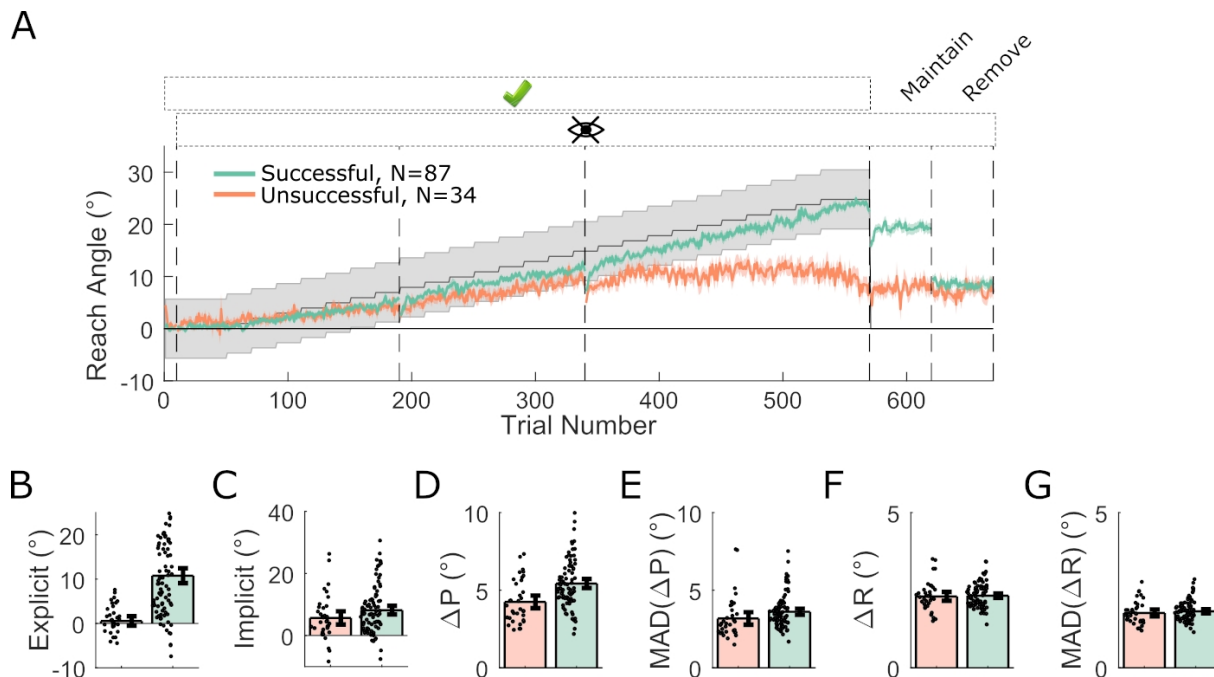 A
Maintain
Remove
Successful, N=87
Unsuccessful, N=34
Reach Angle (°)
30
20
10
0
-10
0
100
200
300
400
500
600
Trial Number
B
Explicit (°)
20
10
0
-10
C
Implicit (°)
40
20
0
D
ΔP (°)
10
5
0
E
MAD(ΔP) (°)
10
5
0
F
ΔR (°)
5
0
G
MAD(ΔR) (°)
5
0